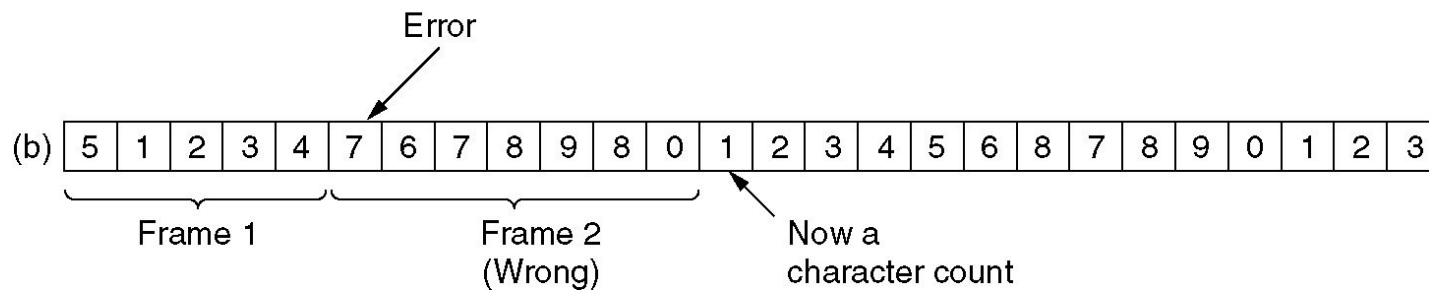 Error
(b) 5 1 2 3 4 7 6 7 8 9 8 0 1 2 3 4 5 6 8 7 8 9 0 1 2 3
Frame 1 Frame 2 Now a
(Wrong) character count